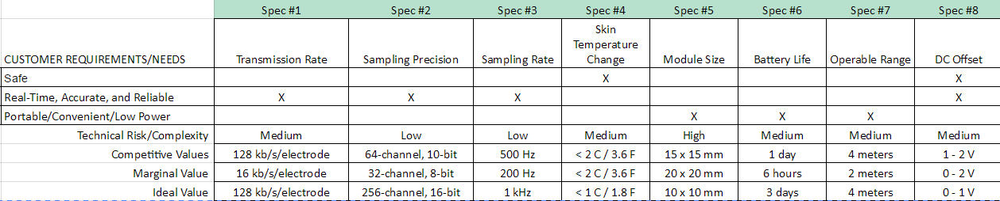 Spec #1 Spec #2 Spec #3 Spec #4 Spec #5 Spec #6 Spec #7 Spec #8
CUSTOMER REQUIREMENTS/NEEDS Transmission Rate Sampling Precision Sampling Rate Skin Temperature Change Module Size Battery Life Operable Range DC Offset
Safe X X
Real-Time, Accurate, and Reliable X X X X
Portable/Convenient/Low Power X X X
Technical Risk/Complexity Medium Low Low Medium High Medium Medium Medium
Competitive Values 128 kb/s/electrode 64-channel, 10-bit 500 Hz < 2 C / 3.6 F 15 x 15 mm 1 day 4 meters 1 - 2 V
Marginal Value 16 kb/s/electrode 32-channel, 8-bit 200 Hz < 2 C / 3.6 F 20 x 20 mm 6 hours 2 meters 0 - 2 V
Ideal Value 128 kb/s/electrode 256-channel, 16-bit 1 kHz < 1 C / 1.8 F 10 x 10 mm 3 days 4 meters 0 - 1 V